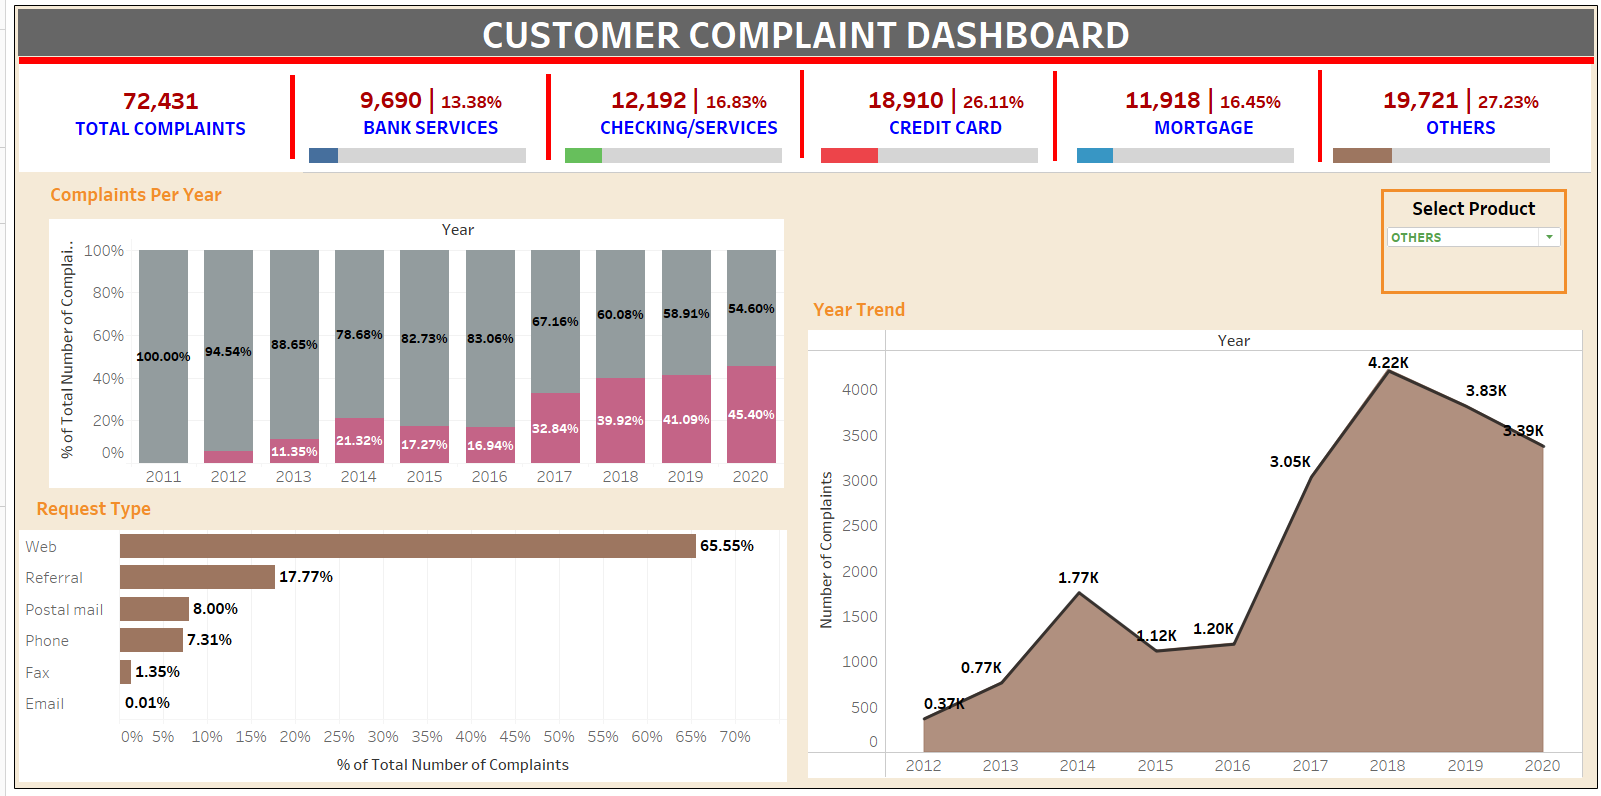 CUSTOMER COMPLAINT DASHBOARD
72,431
TOTAL COMPLAINTS
9,690 | 13.38%
BANK SERVICES
12,192 | 16.83%
CHECKING/SERVICES
18,910 | 26.11%
CREDIT CARD
11,918 | 16.45%
MORTGAGE
19,721 | 27.23%
OTHERS
Complaints Per Year
Year
% of Total Number of Complai..
100%
80%
60%
40%
20%
0%
100.00%
94.54%
88.65%
78.68%
82.73%
83.06%
67.16%
60.08%
58.91%
54.60%
11.35%
21.32%
17.27%
16.94%
32.84%
39.92%
41.09%
45.40%
2011 2012 2013 2014 2015 2016 2017 2018 2019 2020
Request Type
Web 65.55%
Referral 17.77%
Postal mail 8.00%
Phone 7.31%
Fax 1.35%
Email 0.01%
0% 5% 10% 15% 20% 25% 30% 35% 40% 45% 50% 55% 60% 65% 70%
% of Total Number of Complaints
Select Product
OTHERS
Year Trend
Year
Number of Complaints
4000
3500
3000
2500
2000
1500
1000
500
0
0.37K
0.77K
1.77K
1.12K
1.20K
3.05K
4.22K
3.83K
3.39K
2012 2013 2014 2015 2016 2017 2018 2019 2020